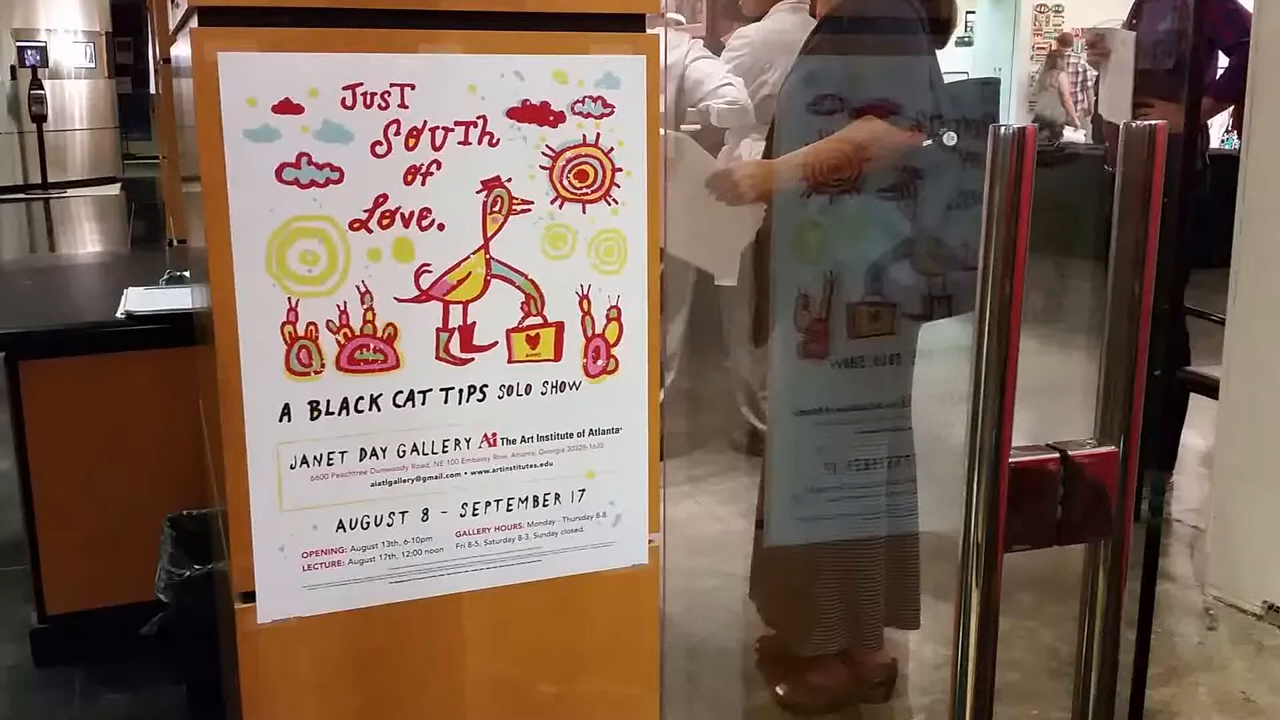 JUST
SOUTH
of
Love.
A BLACK CAT TIPS SOLO SHOW
JANET DAY GALLERY Ai The Art Institute of Atlanta
6600 Peachtree Dunwoody Road, NE 100 Embassy Row, Atlanta, Georgia 30328-1635
aiatlgallery@gmail.com • www.artinstitutes.edu
AUGUST 8 - SEPTEMBER 17
OPENING: August 13th, 6-10pm
LECTURE: August 17th, 12:00 noon
GALLERY HOURS: Monday - Thursday 8-8,
Fri 8-5, Saturday 8-3, Sunday closed.